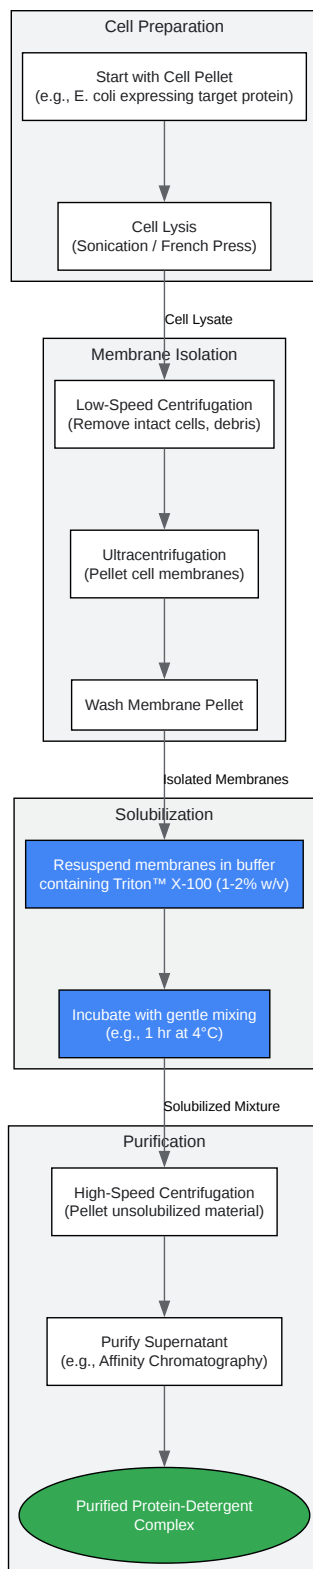 Cell Preparation
Start with Cell Pellet
(e.g., E. coli expressing target protein)
Cell Lysis
(Sonication / French Press)
Cell Lysate
Membrane Isolation
Low-Speed Centrifugation
(Remove intact cells, debris)
Ultracentrifugation
(Pellet cell membranes)
Wash Membrane Pellet
Isolated Membranes
Solubilization
Resuspend membranes in buffer
containing Triton™ X-100 (1-2% w/v)
Incubate with gentle mixing
(e.g., 1 hr at 4°C)
Solubilized Mixture
Purification
High-Speed Centrifugation
(Pellet unsolubilized material)
Purify Supernatant
(e.g., Affinity Chromatography)
Purified Protein-Detergent
Complex